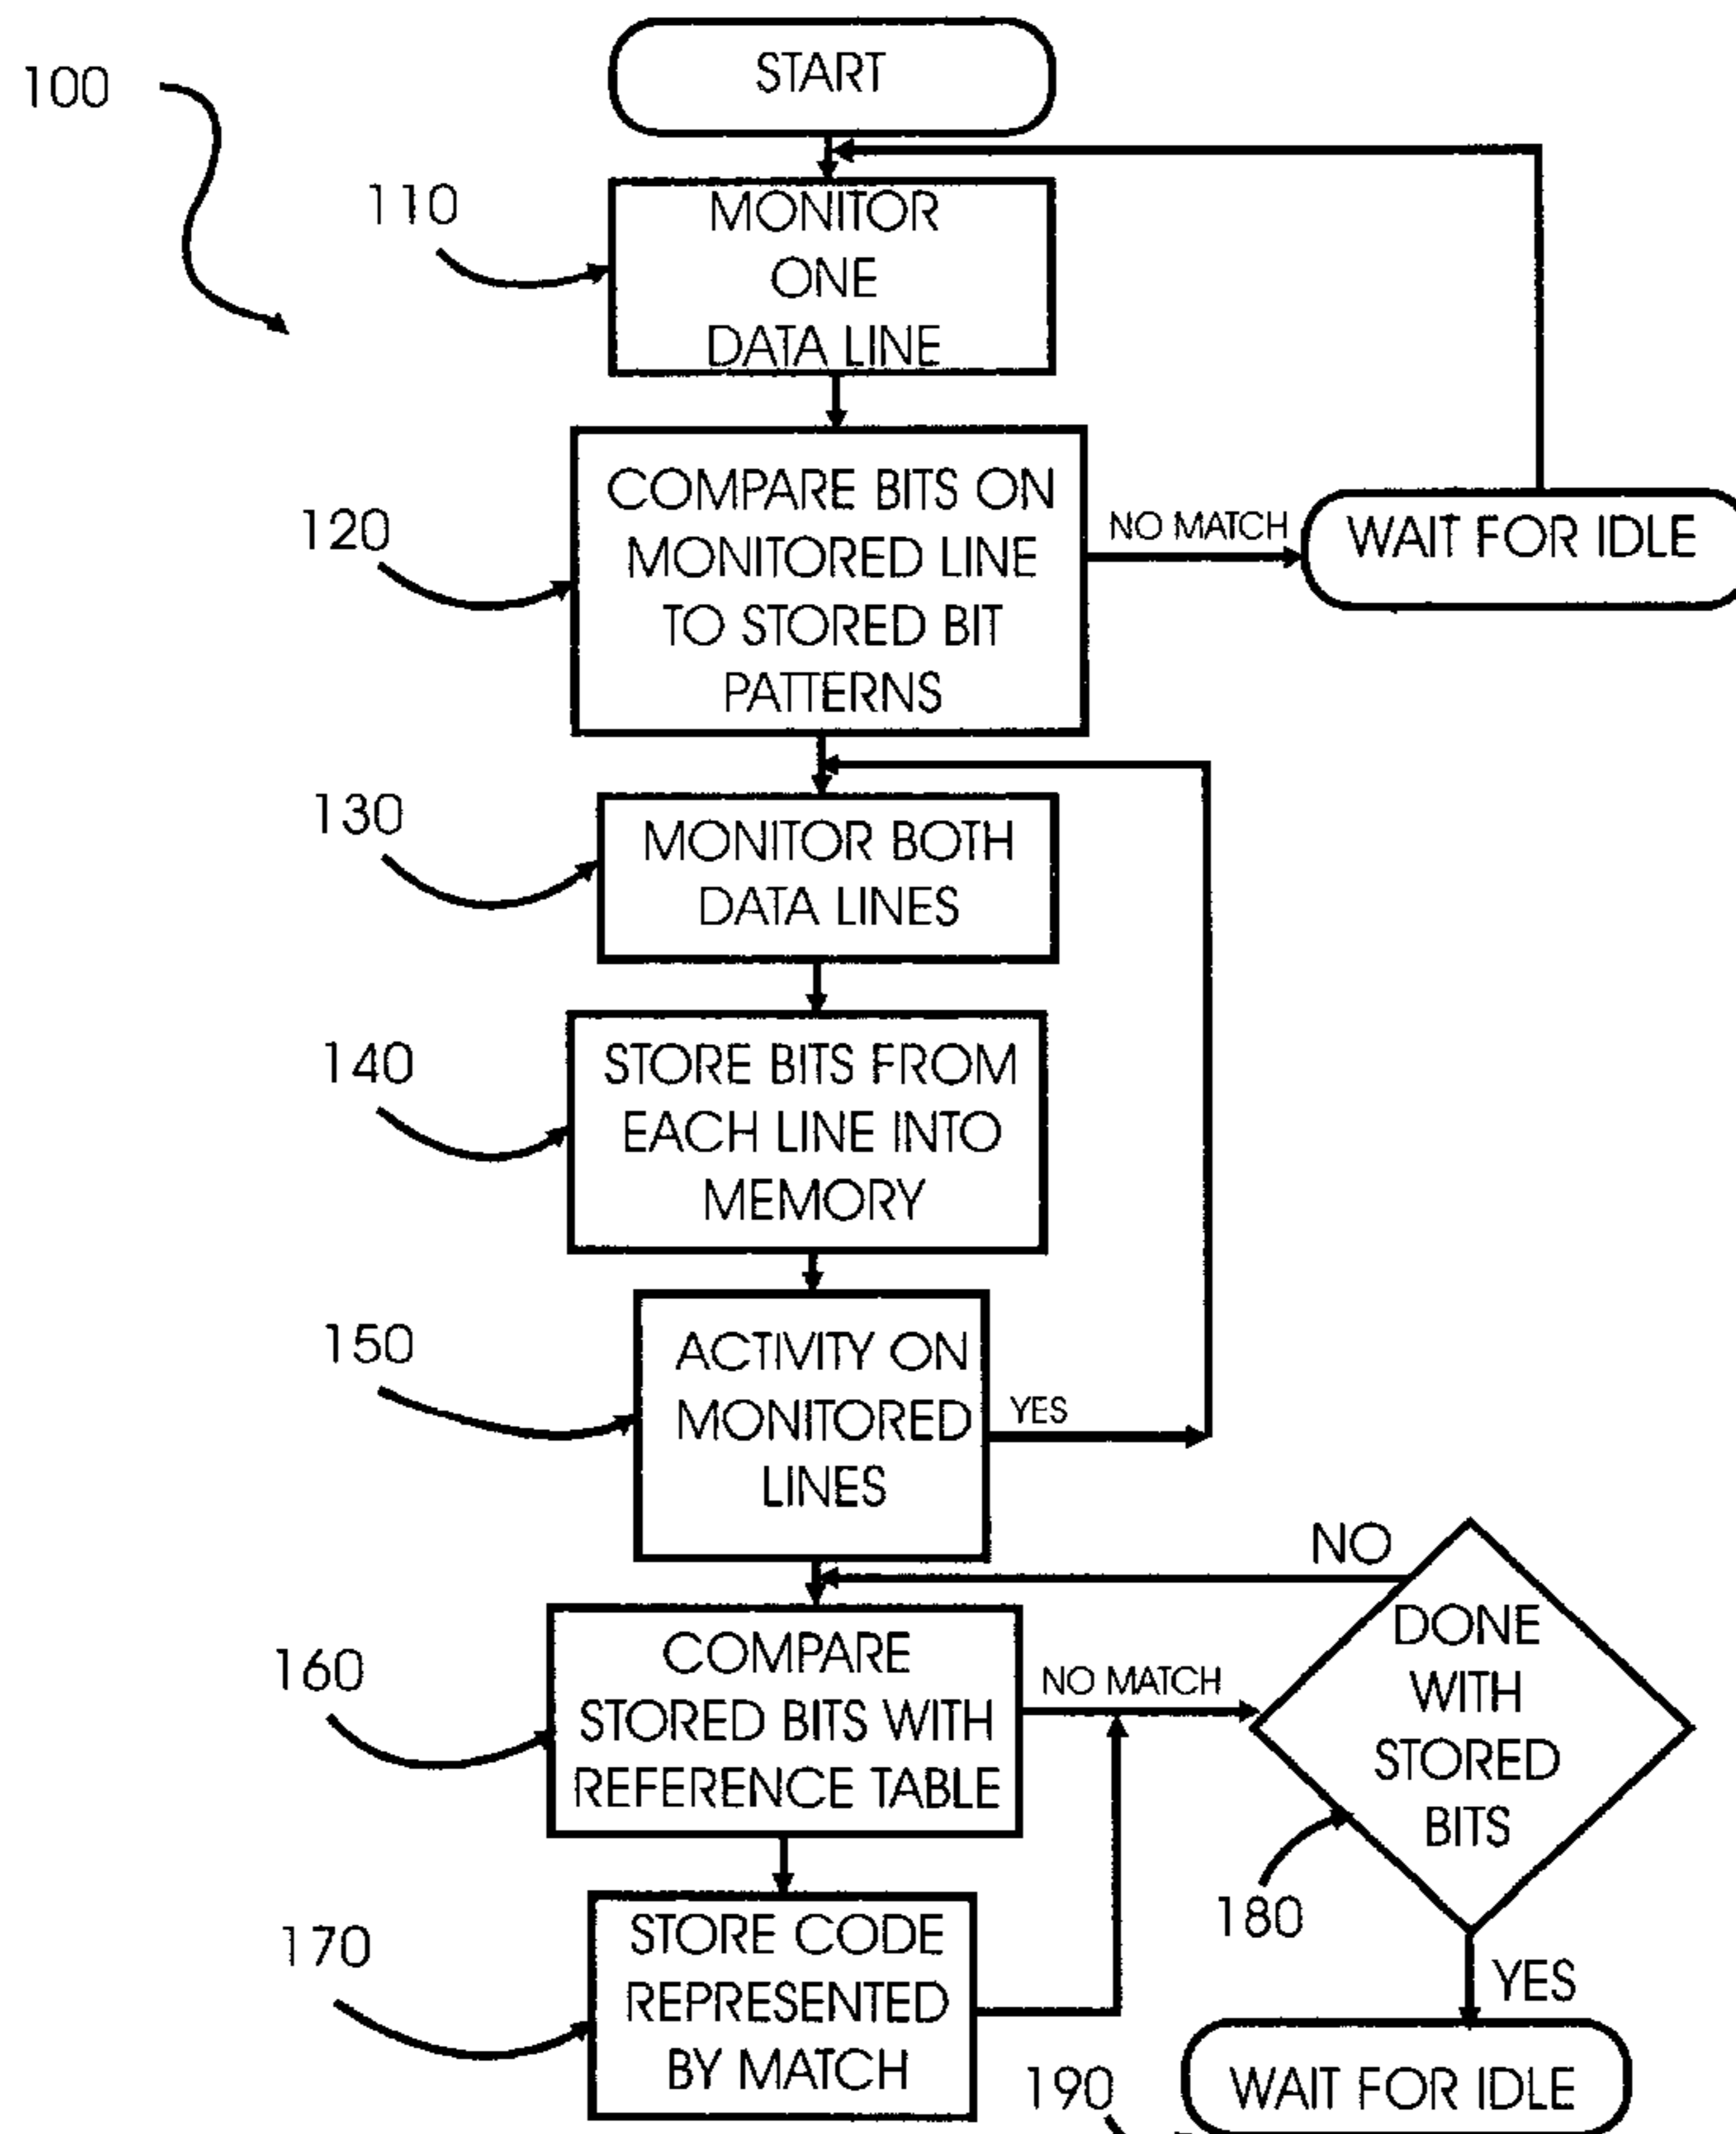 100
START
110
MONITOR
ONE
DATA LINE
120
COMPARE BITS ON
MONITORED LINE
TO STORED BIT
PATTERNS
NO MATCH
WAIT FOR IDLE
130
MONITOR BOTH
DATA LINES
140
STORE BITS FROM
EACH LINE INTO
MEMORY
150
ACTIVITY ON
MONITORED
LINES
YES
160
COMPARE
STORED BITS WITH
REFERENCE TABLE
NO MATCH
NO
DONE
WITH
STORED
BITS
180
170
STORE CODE
REPRESENTED
BY MATCH
YES
190
WAIT FOR IDLE